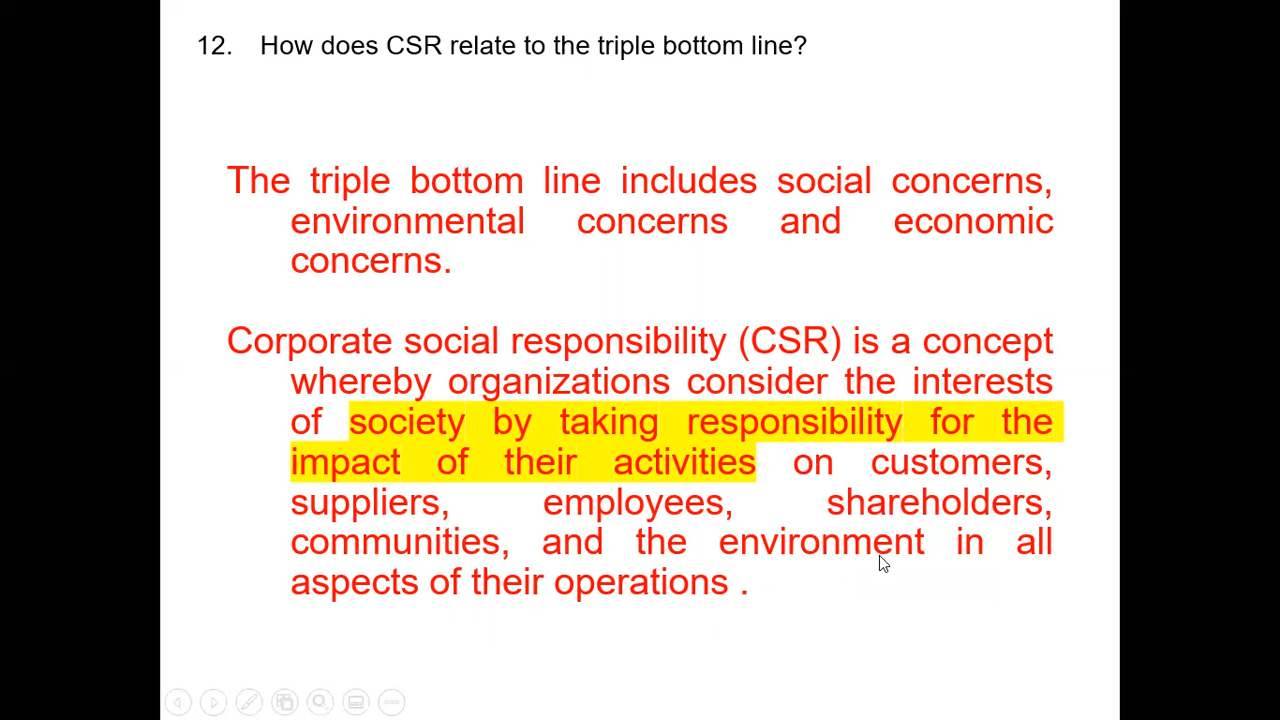 12. How does CSR relate to the triple bottom line?
The triple bottom line includes social concerns,
environmental concerns and economic
concerns.
Corporate social responsibility (CSR) is a concept
whereby organizations consider the interests
of society by taking responsibility for the
impact of their activities on customers,
suppliers, employees, shareholders,
communities, and the environment in all
aspects of their operations .